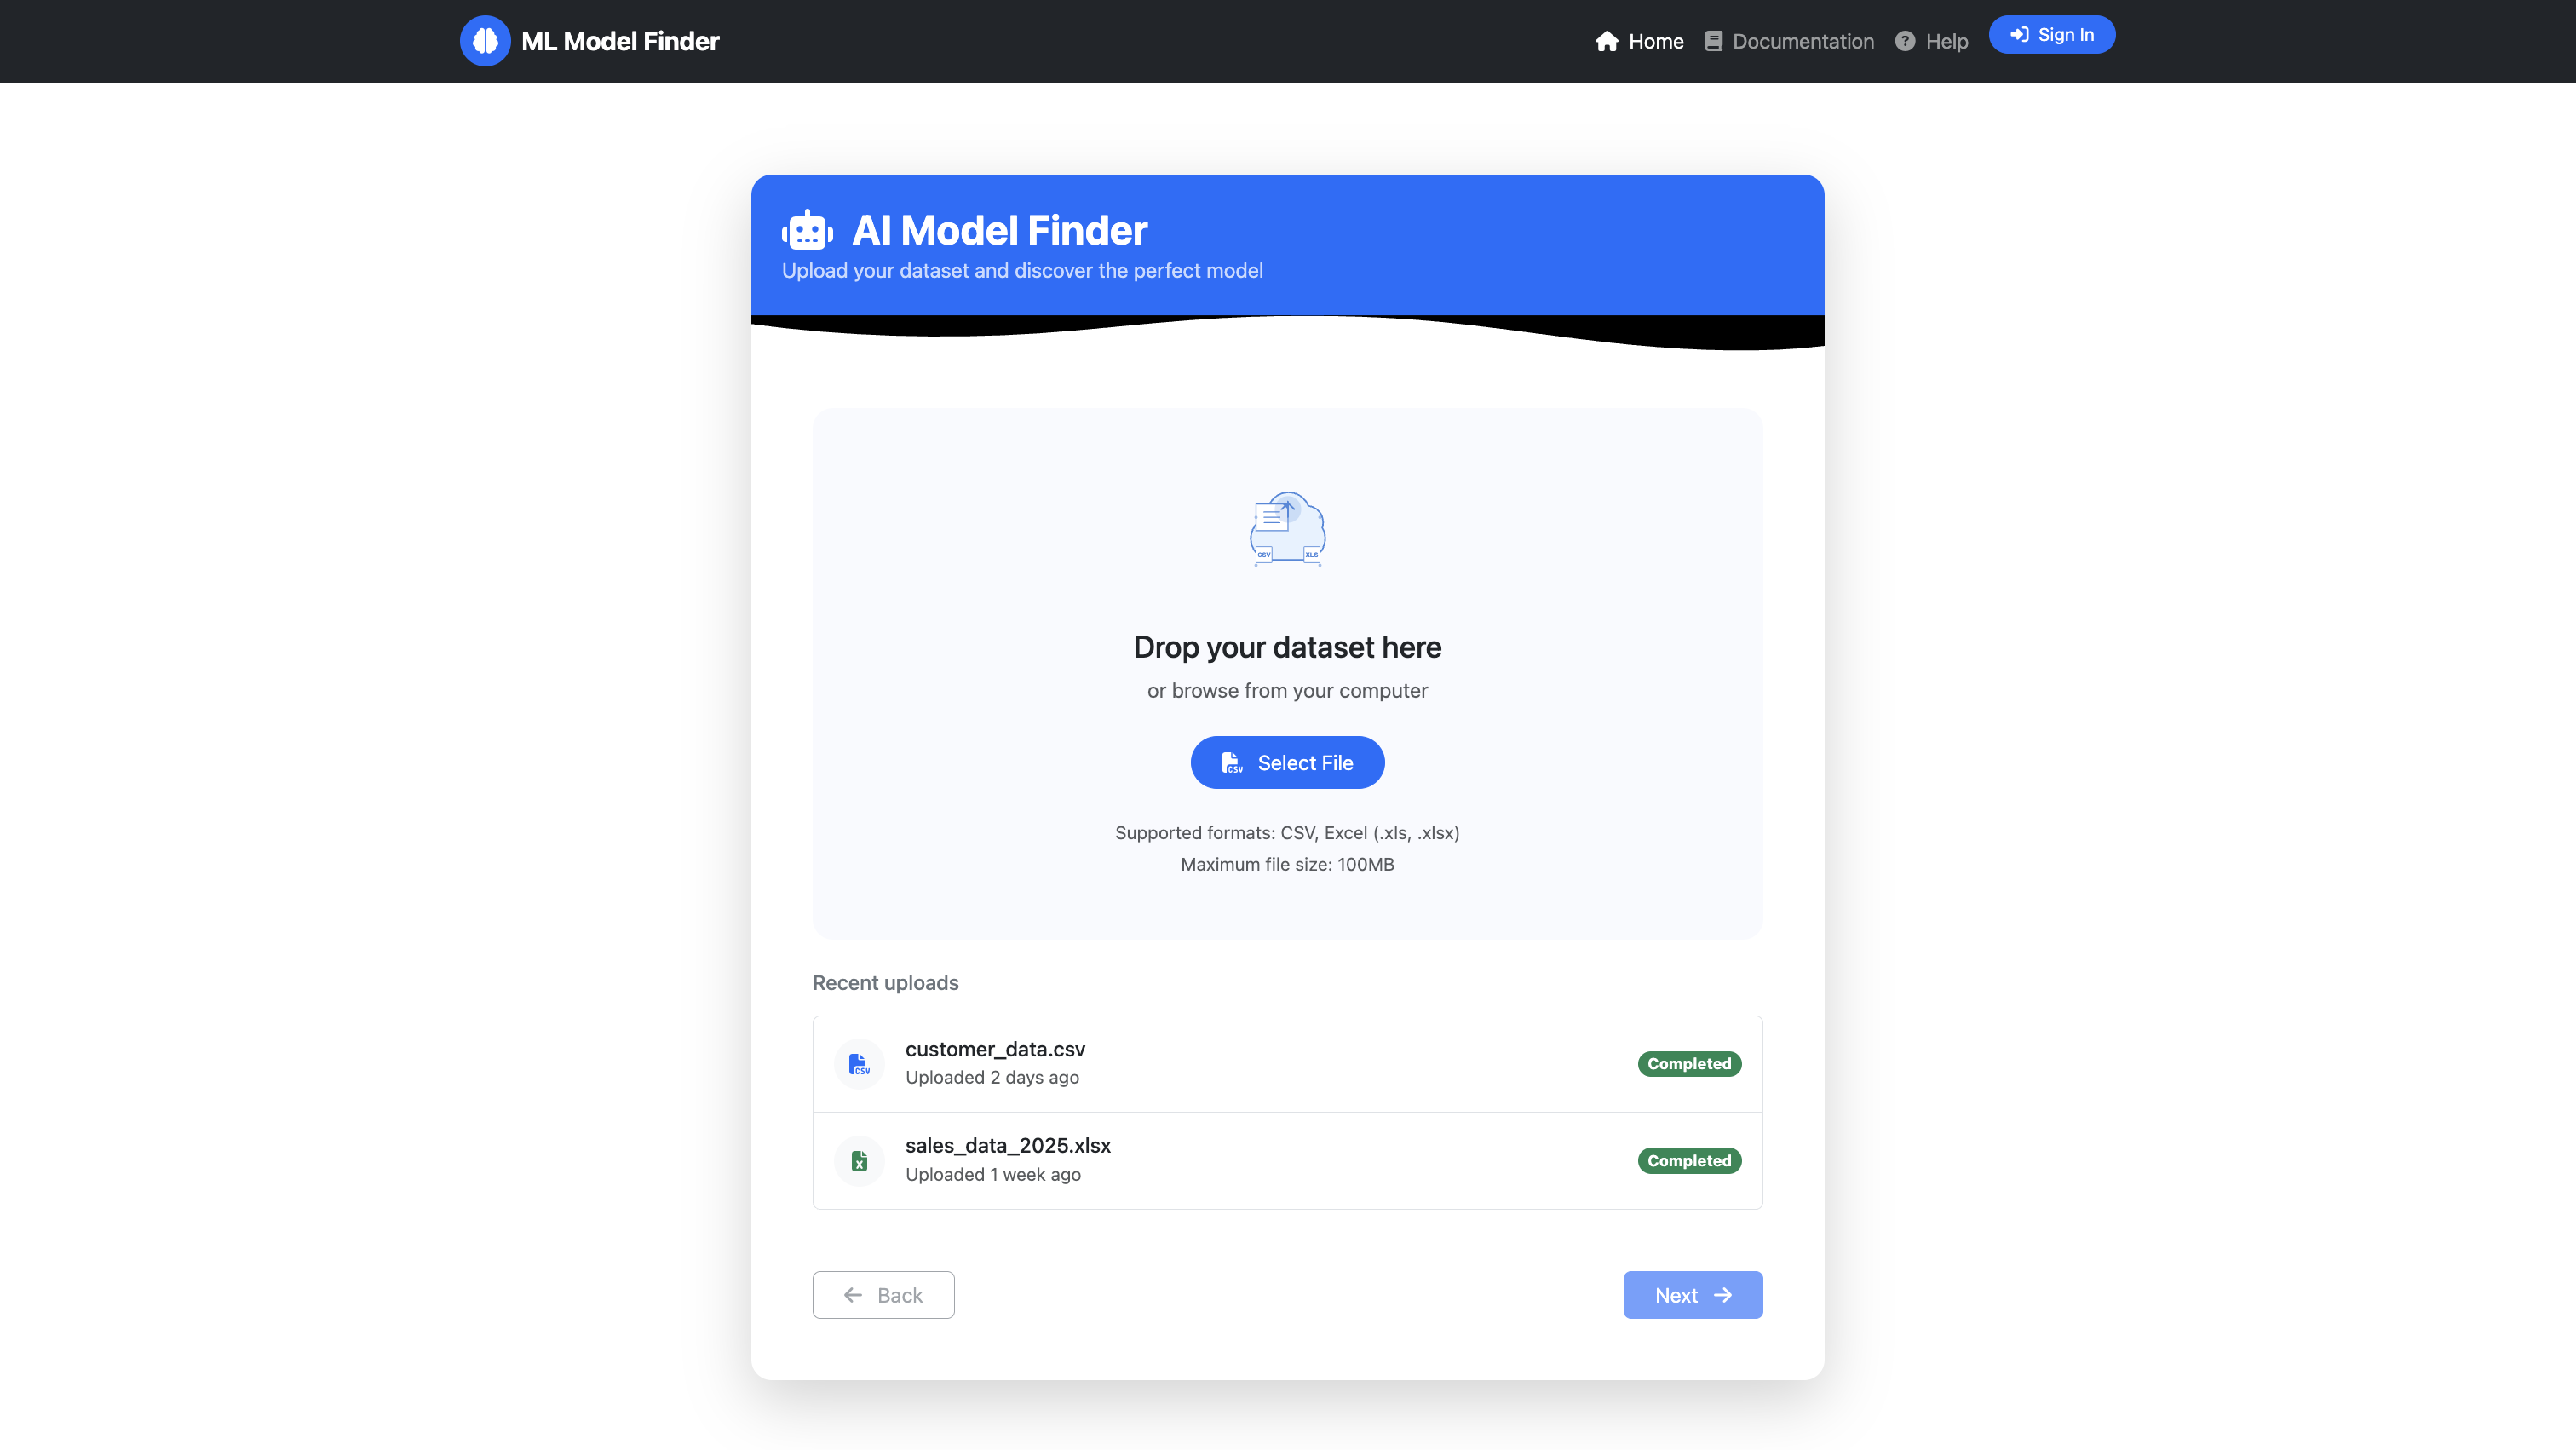 ML Model Finder
Home
Documentation
Help
Sign In
AI Model Finder
Upload your dataset and discover the perfect model
CSV
XLS
Drop your dataset here
or browse from your computer
CSV
Select File
Supported formats: CSV, Excel (.xls, .xlsx)
Maximum file size: 100MB
Recent uploads
CSV
customer_data.csv
Uploaded 2 days ago
Completed
X
sales_data_2025.xlsx
Uploaded 1 week ago
Completed
Back
Next